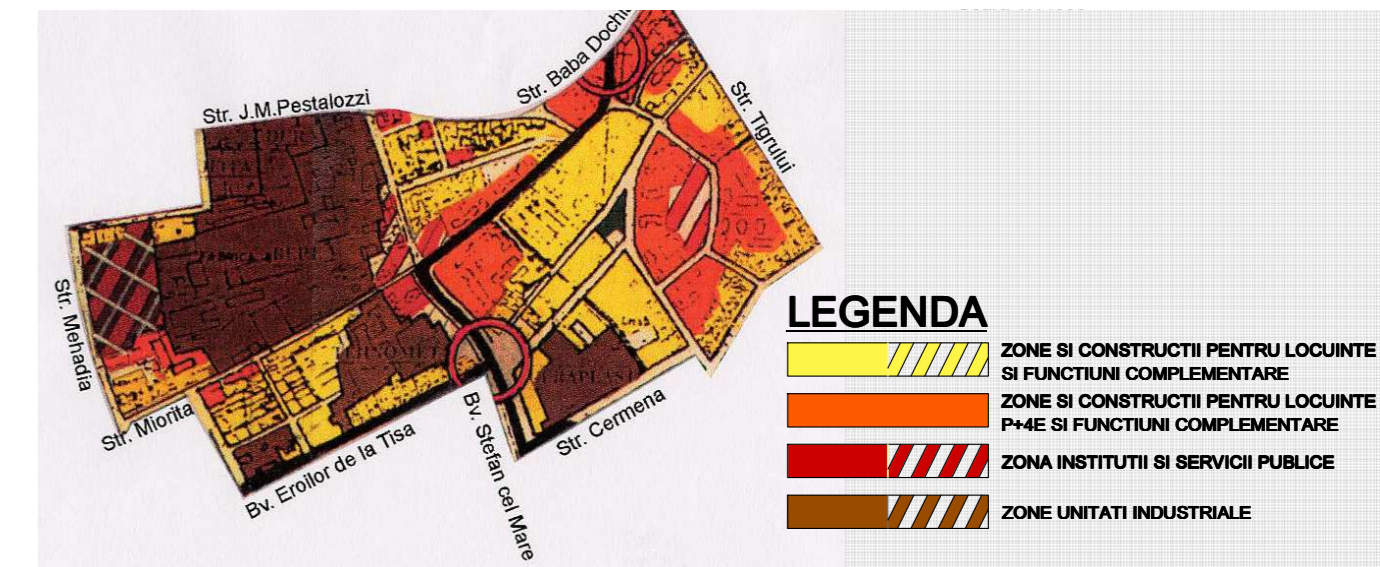 Str. Baba Dochia
Str. J.M.Pestalozzi
Str. Tigrului
Str. Mehadia
Str. Miorita
Bv. Eroilor de la Tisa
Bv. Stefan cel Mare
Str. Cermena
LEGENDA
ZONE SI CONSTRUCTII PENTRU LOCUINTE
SI FUNCTIUNI COMPLEMENTARE
ZONE SI CONSTRUCTII PENTRU LOCUINTE
P+4E SI FUNCTIUNI COMPLEMENTARE
ZONA INSTITUTII SI SERVICII PUBLICE
ZONE UNITATI INDUSTRIALE